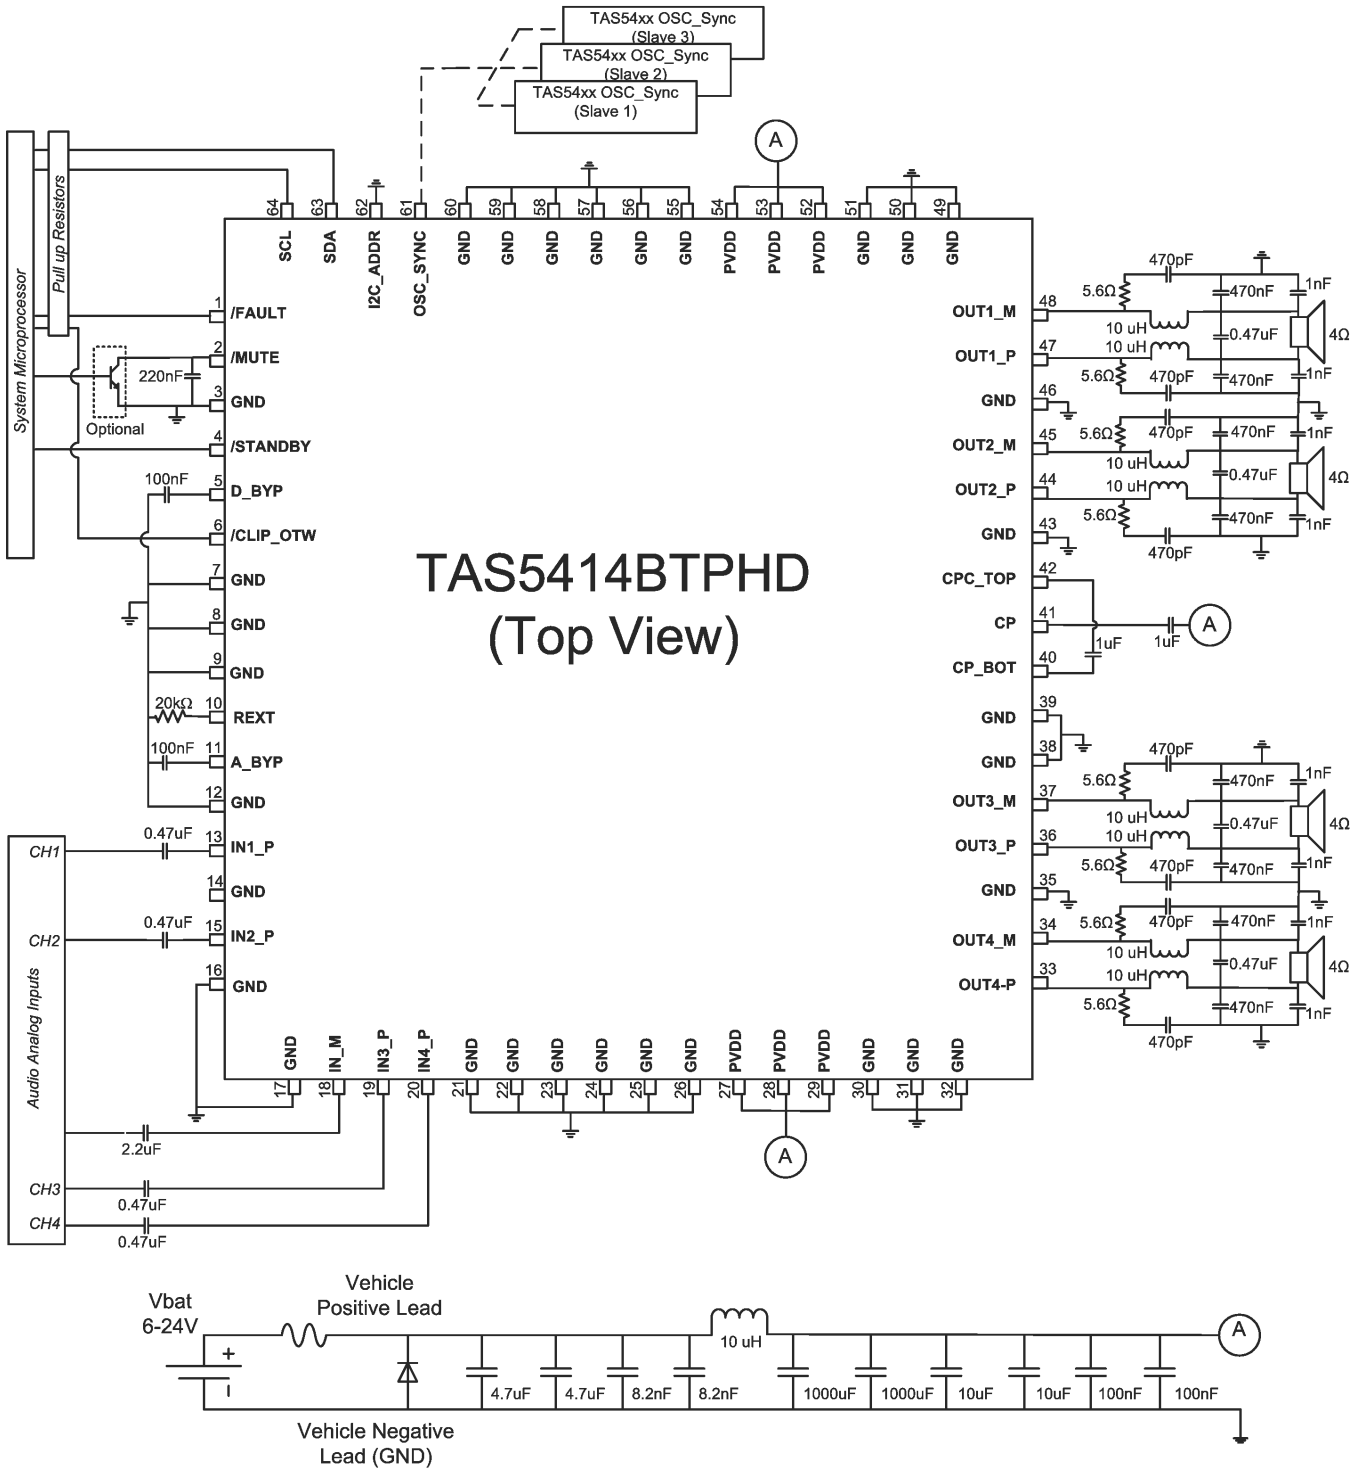 TAS54xx OSC_Sync
(Slave 3)
TAS54xx OSC_Sync
(Slave 2)
TAS54xx OSC_Sync
(Slave 1)
A
System Microprocessor
Pull up Resistors
64
63
62
61
60
59
58
57
56
55
54
53
52
51
50
49
SCL
SDA
I2C_ADDR
OSC_SYNC
GND
GND
GND
GND
GND
GND
PVDD
PVDD
PVDD
GND
GND
GND
1
/FAULT
2
/MUTE
220nF
3
GND
Optional
4
/STANDBY
100nF
5
D_BYP
6
/CLIP_OTW
7
GND
8
GND
9
GND
20kΩ
10
REXT
100nF
11
A_BYP
12
GND
0.47uF
13
IN1_P
14
GND
0.47uF
15
IN2_P
16
GND
TAS5414BTPHD
(Top View)
OUT1_M
48
OUT1_P
47
GND
46
OUT2_M
45
OUT2_P
44
GND
43
CPC_TOP
42
CP
41
CP_BOT
40
GND
39
GND
38
OUT3_M
37
OUT3_P
36
GND
35
OUT4_M
34
OUT4-P
33
470pF
5.6Ω
470nF
1nF
10 uH
10 uH
0.47uF
4Ω
5.6Ω
470pF
470nF
1nF
5.6Ω
470pF
470nF
1nF
10 uH
10 uH
0.47uF
4Ω
5.6Ω
470pF
470nF
1nF
1uF
1uF
A
470pF
5.6Ω
470nF
1nF
10 uH
10 uH
0.47uF
4Ω
5.6Ω
470pF
470nF
1nF
5.6Ω
470pF
470nF
1nF
10 uH
10 uH
0.47uF
4Ω
5.6Ω
470pF
470nF
1nF
CH1
CH2
Audio Analog Inputs
CH3
CH4
GND
IN_M
IN3_P
IN4_P
GND
GND
GND
GND
GND
GND
PVDD
PVDD
PVDD
GND
GND
GND
17
18
19
20
21
22
23
24
25
26
27
28
29
30
31
32
2.2uF
0.47uF
0.47uF
A
Vbat
6-24V
+
–
Vehicle
Positive Lead
Vehicle Negative
Lead (GND)
4.7uF
4.7uF
8.2nF
8.2nF
10 uH
1000uF
1000uF
10uF
10uF
100nF
100nF
A